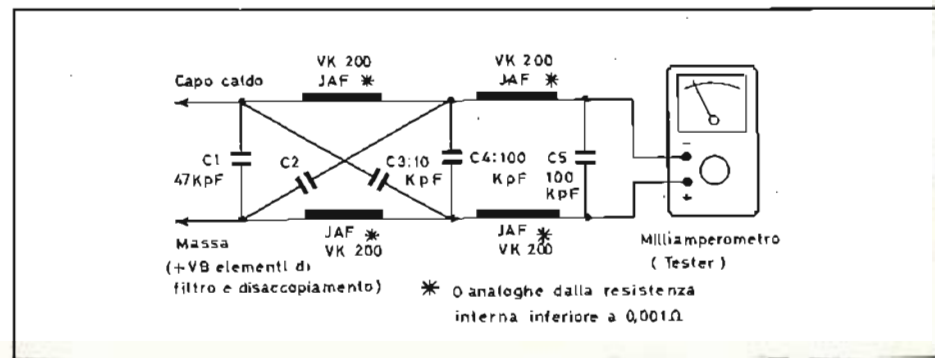 VK 200
JAF *
VK 200
JAF *
Capo caldo
C1
47KpF
C2
C3:10
KpF
C4:100
KpF
C5
100
KpF
-
+
JAF *
VK 200
JAF *
VK 200
Massa
(+VB elementi di
filtro e disaccopiamento)
Milliamperometro
( Tester )
* O analoghe dalla resistenza
interna inferiore a 0,001Ω